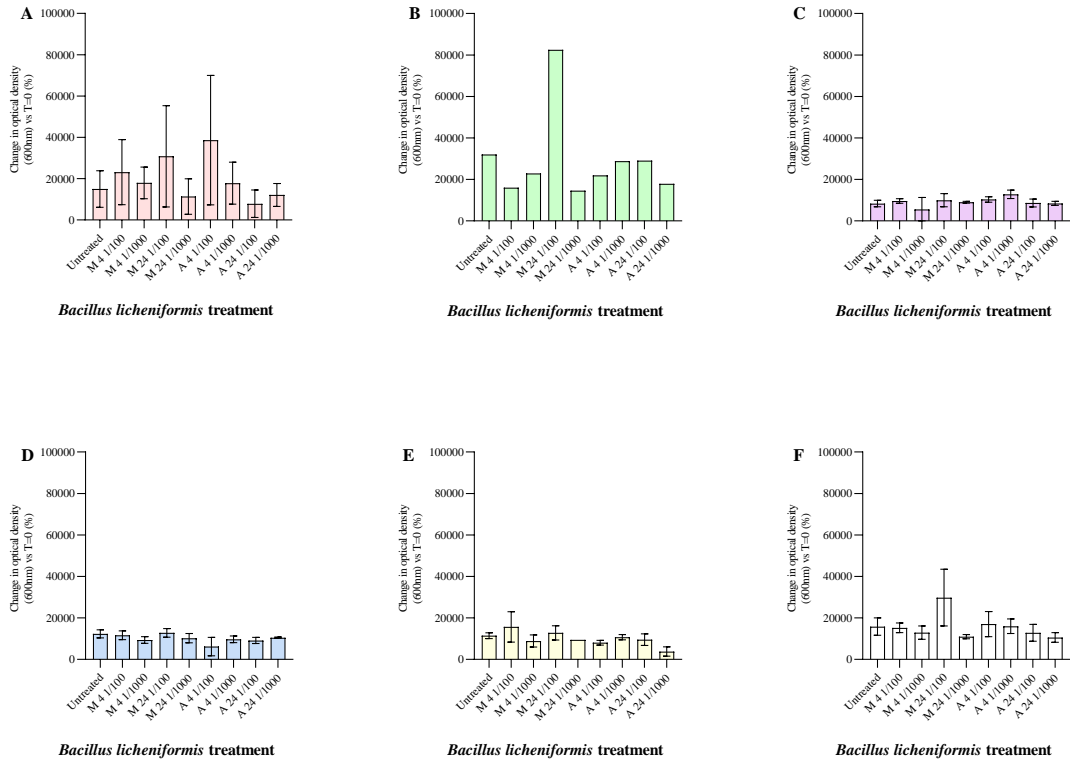 A
100000
80000
60000
40000
20000
0
Change in optical density
(600nm) vs T=0 (%)
Untreated
M 4 1/100
M 4 1/1000
M 24 1/100
M 24 1/1000
A 4 1/100
A 4 1/1000
A 24 1/100
A 24 1/1000
Bacillus licheniformis treatment
B
100000
80000
60000
40000
20000
0
Change in optical density
(600nm) vs T=0 (%)
Untreated
M 4 1/100
M 4 1/1000
M 24 1/100
M 24 1/1000
A 4 1/100
A 4 1/1000
A 24 1/100
A 24 1/1000
Bacillus licheniformis treatment
C
100000
80000
60000
40000
20000
0
Change in optical density
(600nm) vs T=0 (%)
Untreated
M 4 1/100
M 4 1/1000
M 24 1/100
M 24 1/1000
A 4 1/100
A 4 1/1000
A 24 1/100
A 24 1/1000
Bacillus licheniformis treatment
D
100000
80000
60000
40000
20000
0
Change in optical density
(600nm) vs T=0 (%)
Untreated
M 4 1/100
M 4 1/1000
M 24 1/100
M 24 1/1000
A 4 1/100
A 4 1/1000
A 24 1/100
A 24 1/1000
Bacillus licheniformis treatment
E
100000
80000
60000
40000
20000
0
Change in optical density
(600nm) vs T=0 (%)
Untreated
M 4 1/100
M 4 1/1000
M 24 1/100
M 24 1/1000
A 4 1/100
A 4 1/1000
A 24 1/100
A 24 1/1000
Bacillus licheniformis treatment
F
100000
80000
60000
40000
20000
0
Change in optical density
(600nm) vs T=0 (%)
Untreated
M 4 1/100
M 4 1/1000
M 24 1/100
M 24 1/1000
A 4 1/100
A 4 1/1000
A 24 1/100
A 24 1/1000
Bacillus licheniformis treatment